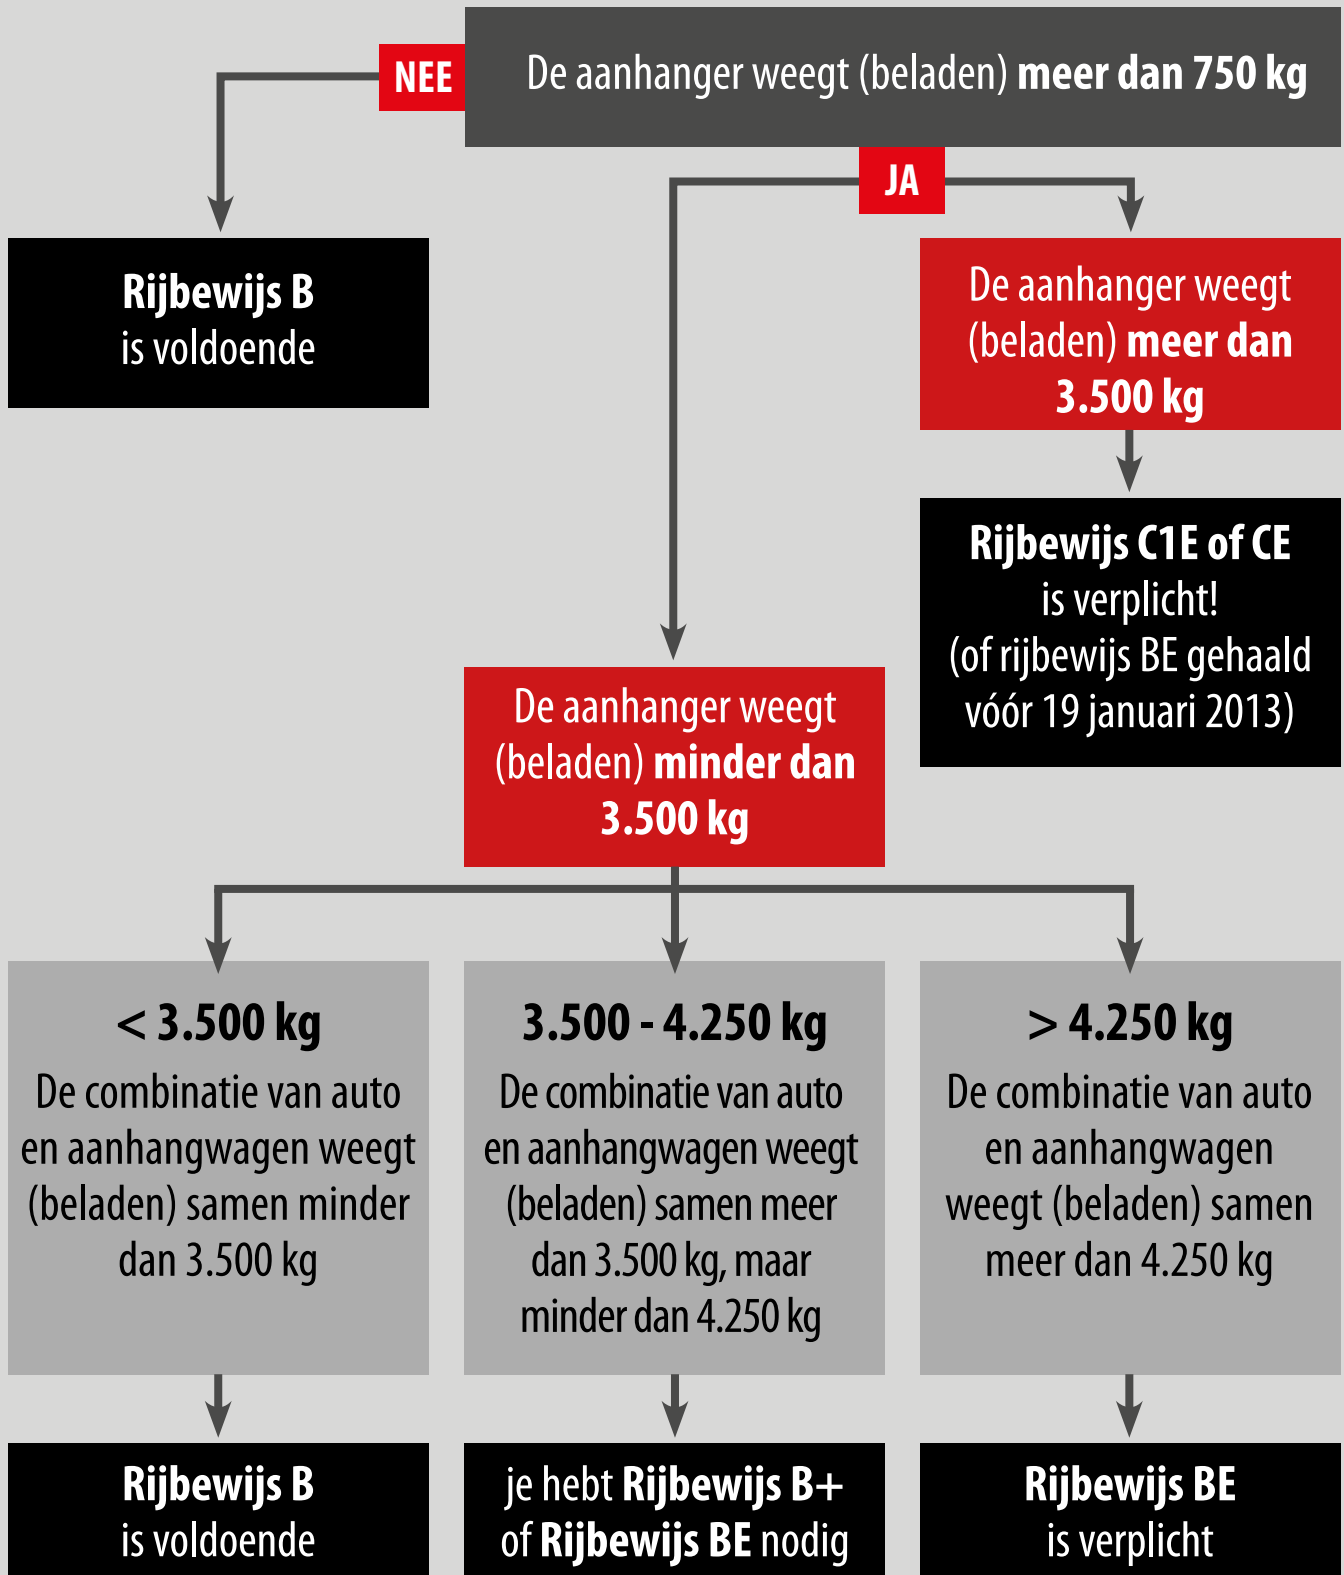 NEE
De aanhanger weegt (beladen) meer dan 750 kg
JA
Rijbewijs B
is voldoende
De aanhanger weegt
(beladen) meer dan
3.500 kg
Rijbewijs C1E of CE
is verplicht!
(of rijbewijs BE gehaald
vóór 19 januari 2013)
De aanhanger weegt
(beladen) minder dan
3.500 kg
< 3.500 kg
De combinatie van auto
en aanhangwagen weegt
(beladen) samen minder
dan 3.500 kg
3.500 - 4.250 kg
De combinatie van auto
en aanhangwagen weegt
(beladen) samen meer
dan 3.500 kg, maar
minder dan 4.250 kg
> 4.250 kg
De combinatie van auto
en aanhangwagen
weegt (beladen) samen
meer dan 4.250 kg
Rijbewijs B
is voldoende
je hebt Rijbewijs B+
of Rijbewijs BE nodig
Rijbewijs BE
is verplicht